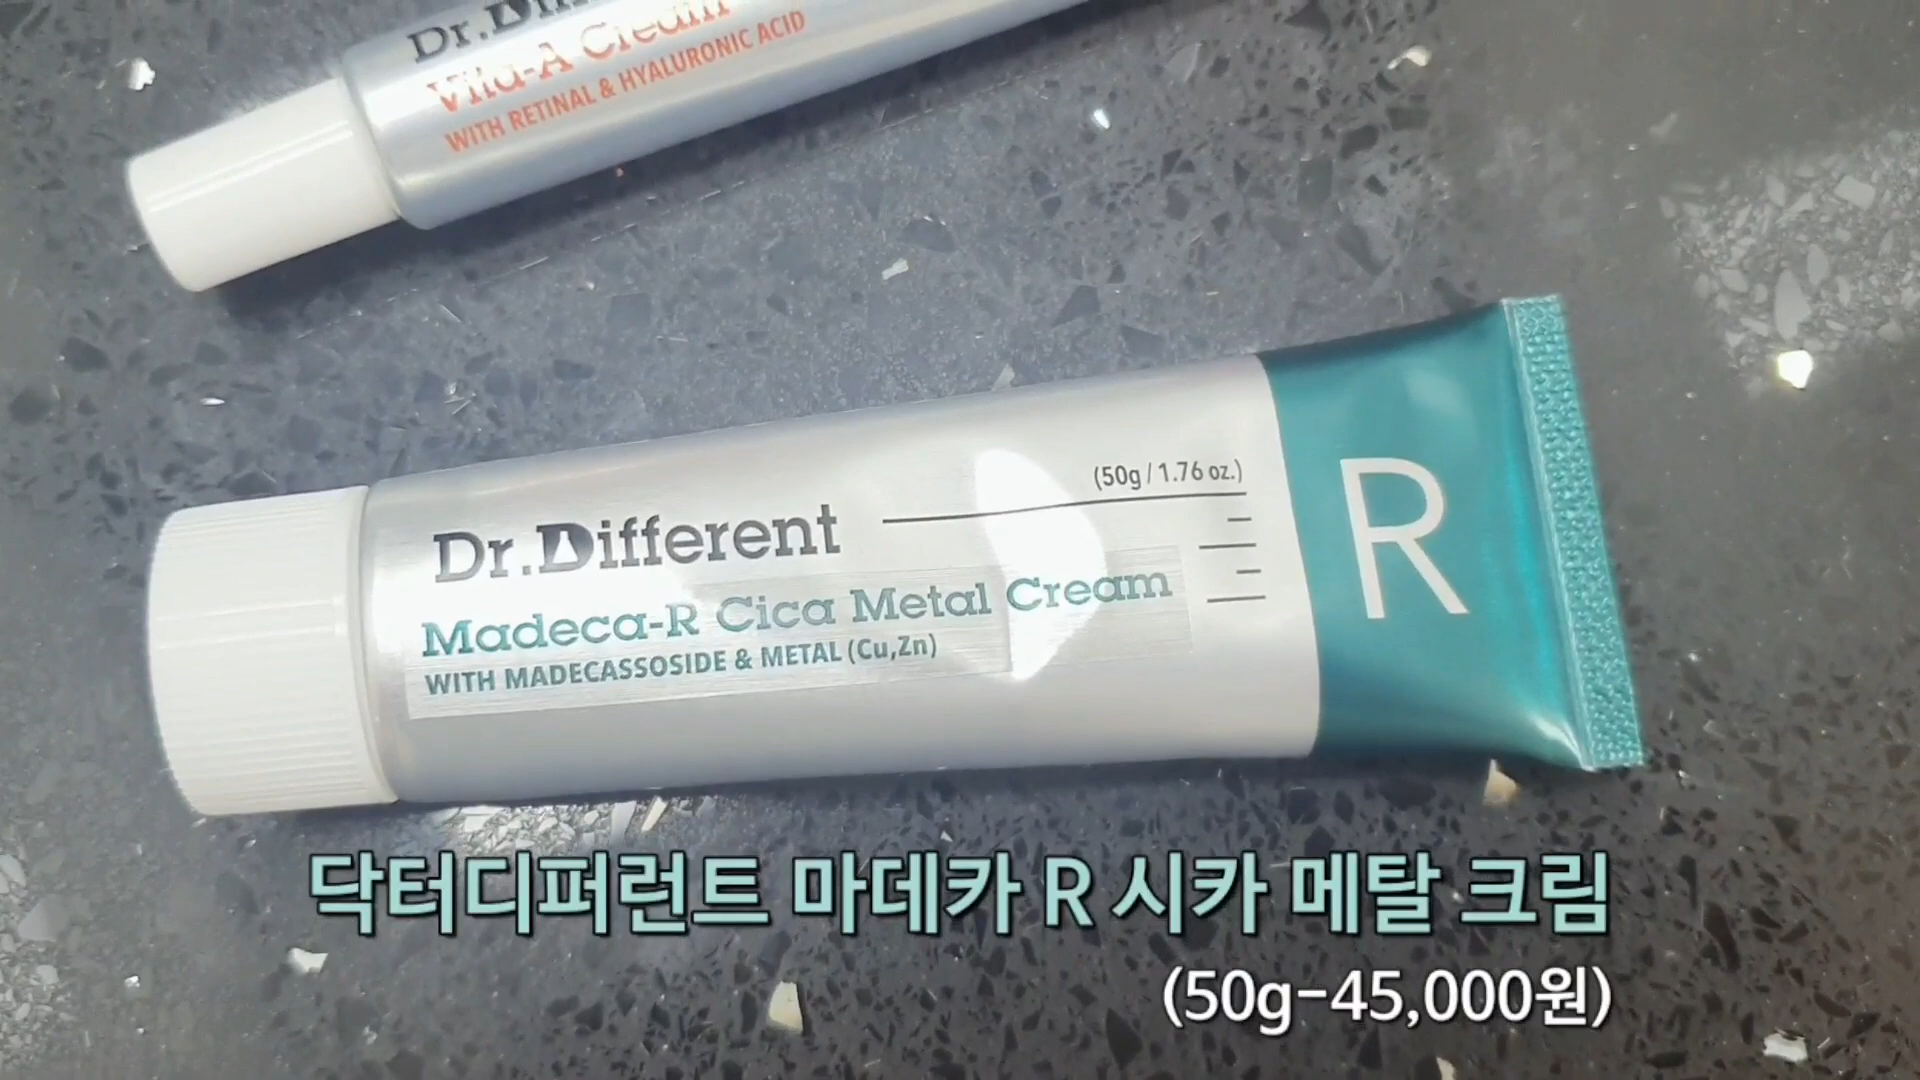 Dr.Diff
Vita-A Cream
WITH RETINAL & HYALURONIC ACID
(50g / 1.76 oz.)
Dr.Different
Madeca-R Cica Metal Cream
WITH MADECASSOSIDE & METAL (Cu,Zn)
R
닥터디퍼런트 마데카 R 시카 메탈 크림
(50g-45,000원)